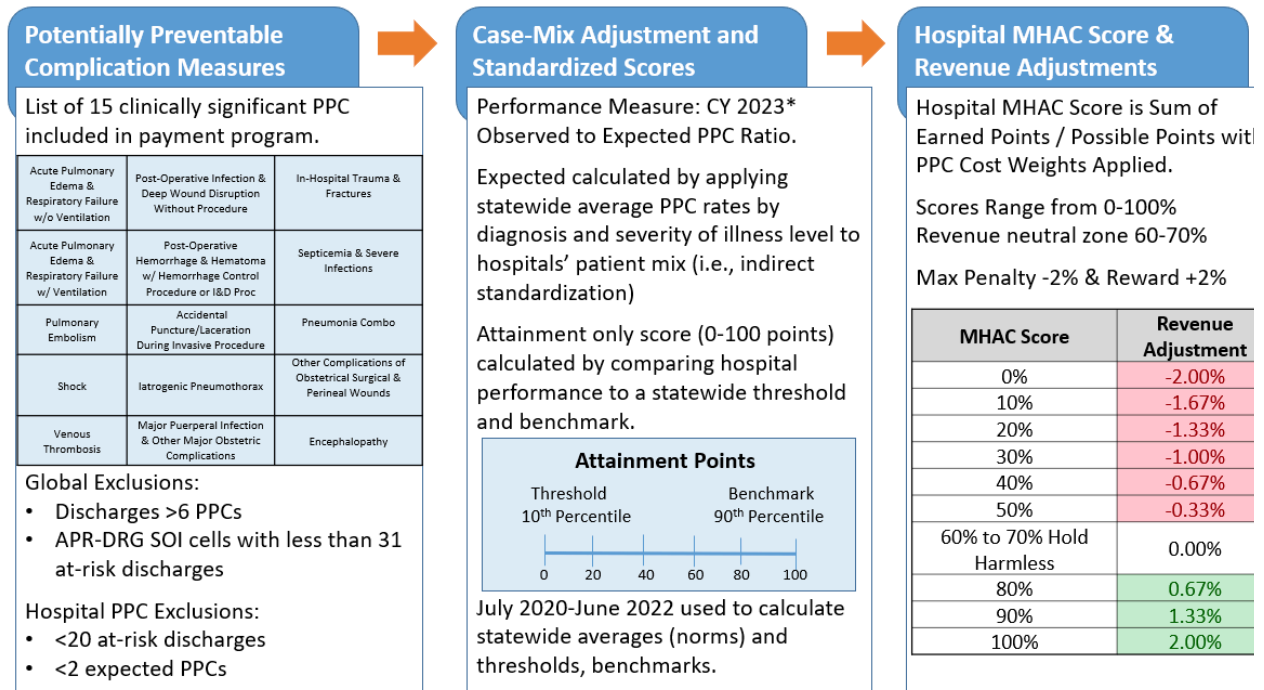 Potentially Preventable
Complication Measures
List of 15 clinically significant PPC
included in payment program.
Acute Pulmonary
Edema &
Respiratory Failure
w/o Ventilation
Post-Operative Infection &
Deep Wound Disruption
Without Procedure
In-Hospital Trauma &
Fractures
Acute Pulmonary
Edema &
Respiratory Failure
w/ Ventilation
Post-Operative
Hemorrhage & Hematoma
w/ Hemorrhage Control
Procedure or I&D Proc
Septicemia & Severe
Infections
Pulmonary
Embolism
Accidental
Puncture/Laceration
During Invasive Procedure
Pneumonia Combo
Shock
Iatrogenic Pneumothorax
Other Complications of
Obstetrical Surgical &
Perineal Wounds
Venous
Thrombosis
Major Puerperal Infection
& Other Major Obstetric
Complications
Encephalopathy
Global Exclusions:
• Discharges >6 PPCs
• APR-DRG SOI cells with less than 31
at-risk discharges
Hospital PPC Exclusions:
• <20 at-risk discharges
• <2 expected PPCs
Case-Mix Adjustment and
Standardized Scores
Performance Measure: CY 2023*
Observed to Expected PPC Ratio.
Expected calculated by applying
statewide average PPC rates by
diagnosis and severity of illness level to
hospitals' patient mix (i.e., indirect
standardization)
Attainment only score (0-100 points)
calculated by comparing hospital
performance to a statewide threshold
and benchmark.
Attainment Points
Threshold
10th Percentile
Benchmark
90th Percentile
0 20 40 60 80 100
July 2020-June 2022 used to calculate
statewide averages (norms) and
thresholds, benchmarks.
Hospital MHAC Score &
Revenue Adjustments
Hospital MHAC Score is Sum of
Earned Points / Possible Points with
PPC Cost Weights Applied.
Scores Range from 0-100%
Revenue neutral zone 60-70%
Max Penalty -2% & Reward +2%
MHAC Score Revenue
Adjustment
0% -2.00%
10% -1.67%
20% -1.33%
30% -1.00%
40% -0.67%
50% -0.33%
60% to 70% Hold
Harmless 0.00%
80% 0.67%
90% 1.33%
100% 2.00%